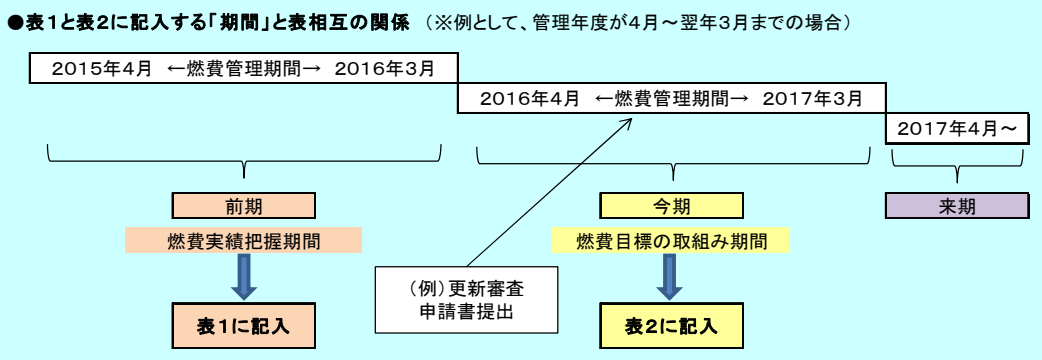 ●表1と表2に記入する「期間」と表相互の関係 （※例として、管理年度が4月～翌年3月までの場合）
2015年4月 ←燃費管理期間→ 2016年3月
2016年4月 ←燃費管理期間→ 2017年3月
2017年4月～
前期
今期
来期
燃費実績把握期間
燃費目標の取組み期間
（例）更新審査
申請書提出
表1に記入
表2に記入